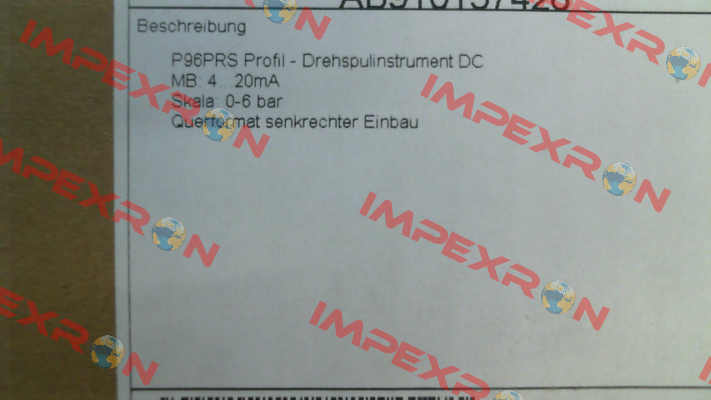 Beschreibung
P96PRS Profil - Drehspulinstrument DC
MB: 4...20mA
Skala: 0-6 bar
Querformat senkrechter Einbau
IMPEXRON
IMPEXRON
IMPEXRON
IMPEXRON
IMPEXRON
IMPEXRON